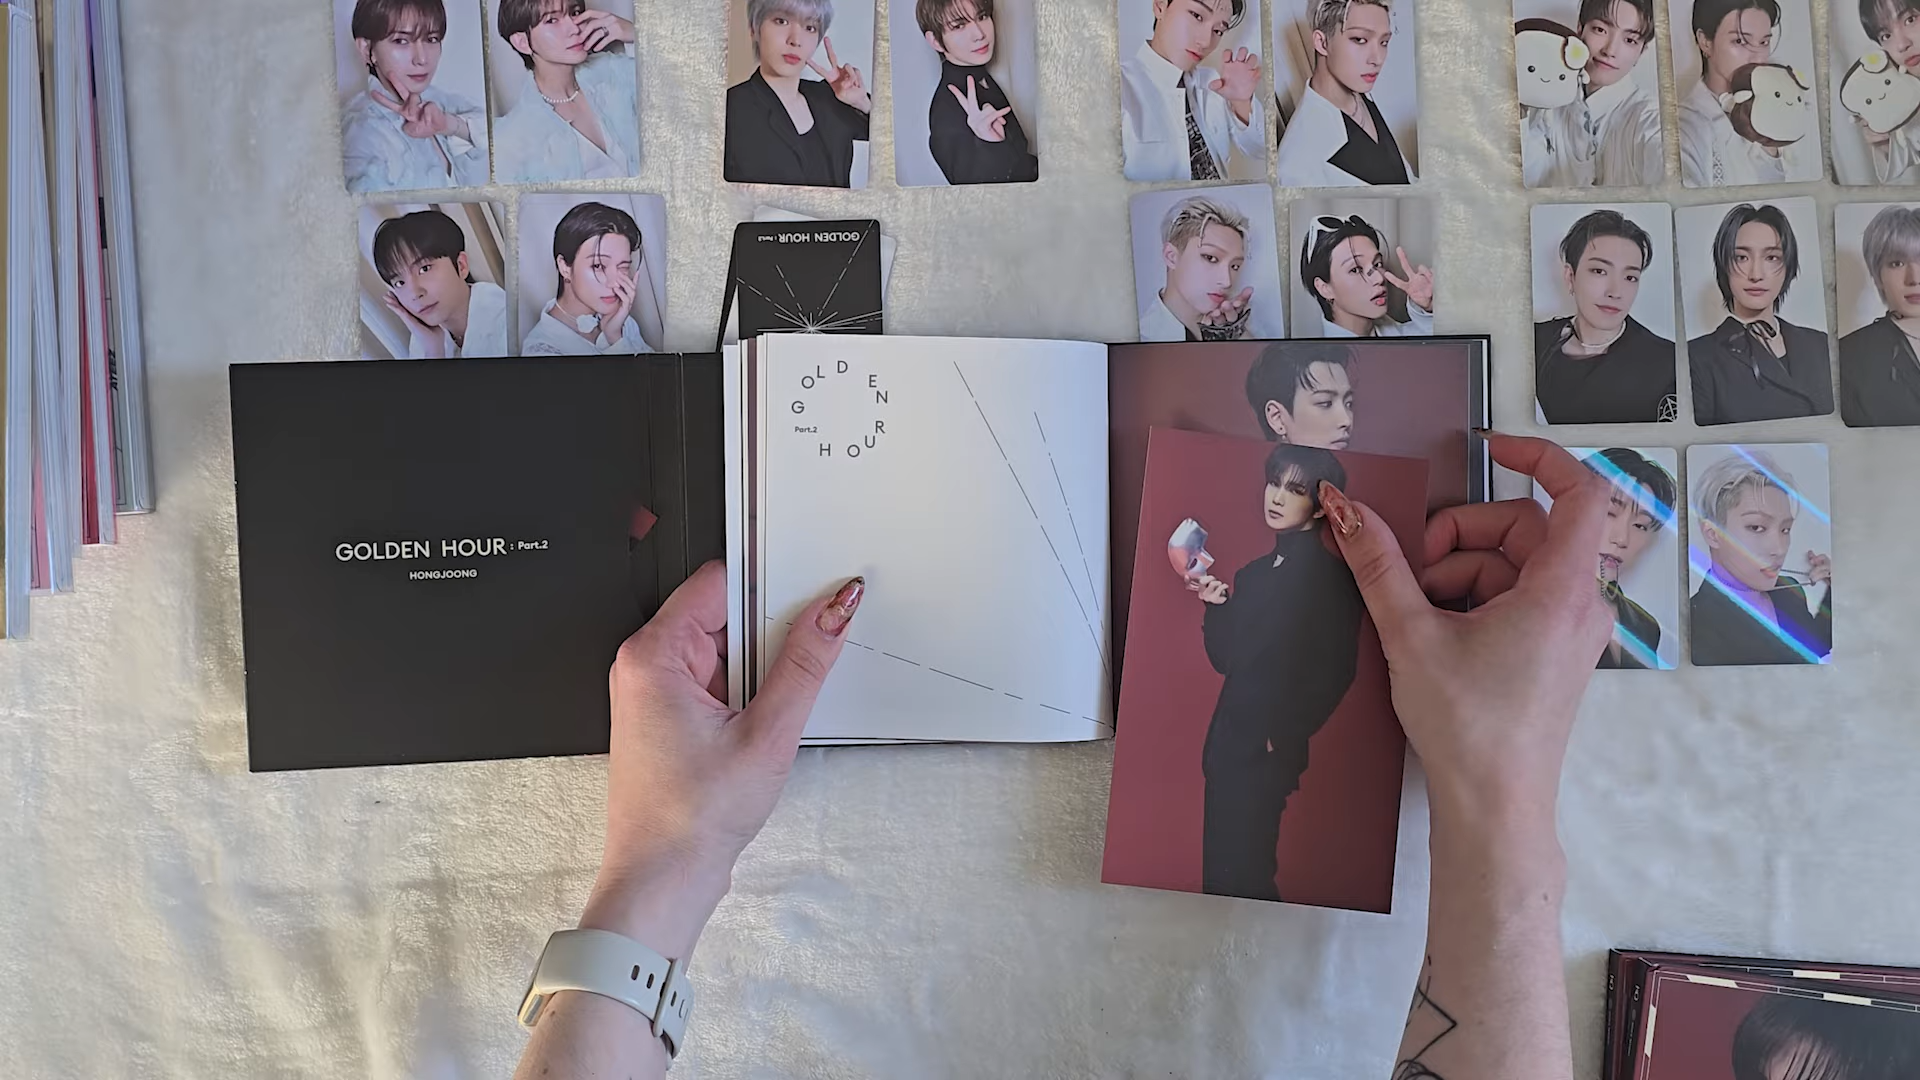 GOLDEN HOUR : Part.2
GOLDEN HOUR : Part.2
HONGJOONG
GOLDEN
Part.2
HOUR